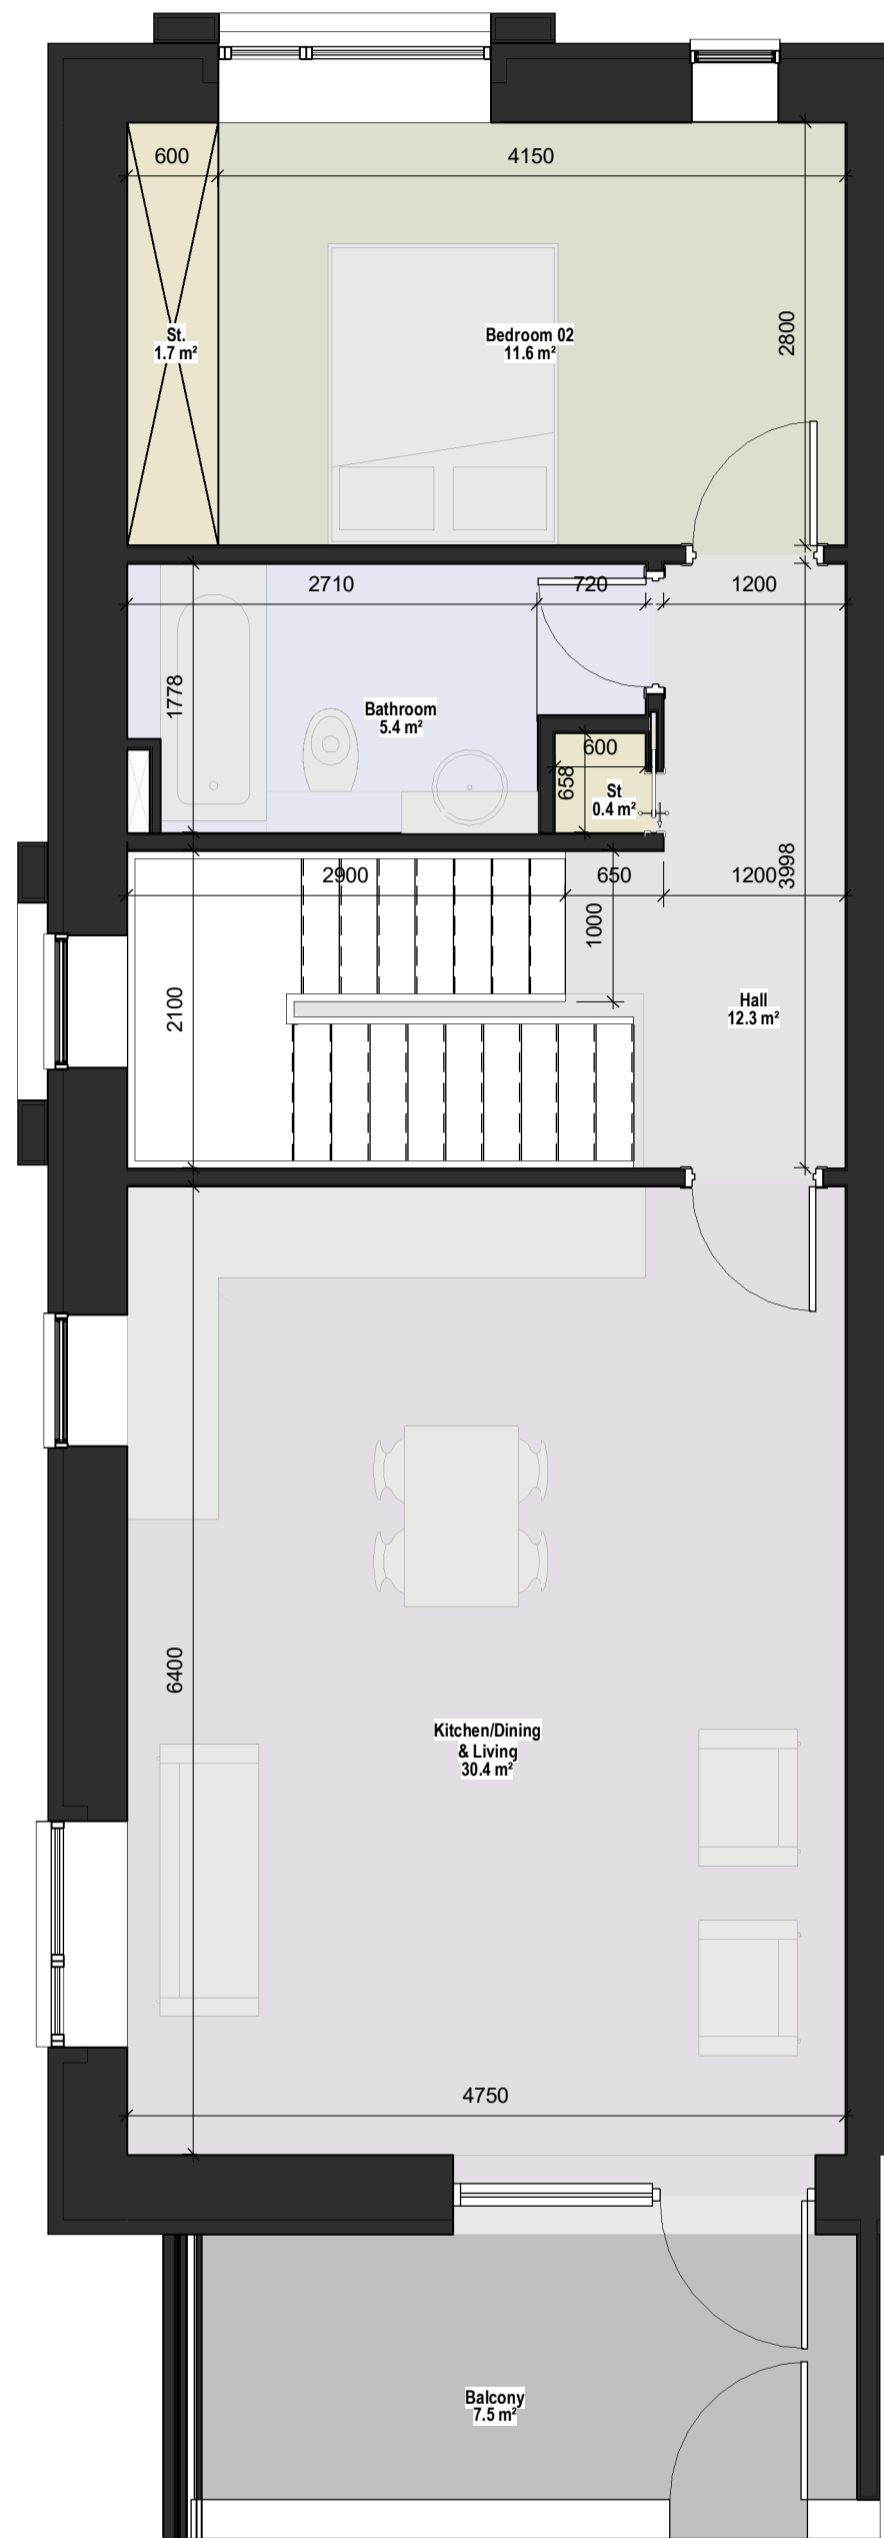 600
4150
2800
St.
1.7 m²
Bedroom 02
11.6 m²
2710
720
1200
1778
Bathroom
5.4 m²
600
658
St
0.4 m²
2900
650
1200
3998
1000
2100
Hall
12.3 m²
6400
Kitchen/Dining
& Living
30.4 m²
4750
Balcony
7.5 m²